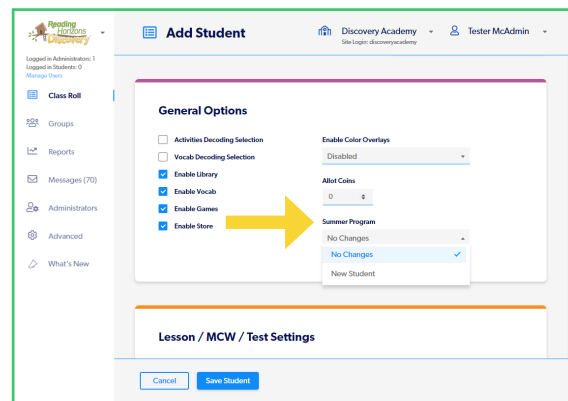 Reading
Horizons
Discovery
Logged in Administrators: 1
Logged in Students: 0
Manage Users
Class Roll
Groups
Reports
Messages (70)
Administrators
Advanced
What's New
Add Student
Discovery Academy
Site Login: discoveryacademy
Tester McAdmin
General Options
Activities Decoding Selection
Vocab Decoding Selection
Enable Library
Enable Vocab
Enable Games
Enable Store
Enable Color Overlays
Disabled
Allot Coins
0
Summer Program
No Changes
No Changes
New Student
Lesson / MCW / Test Settings
Cancel
Save Student